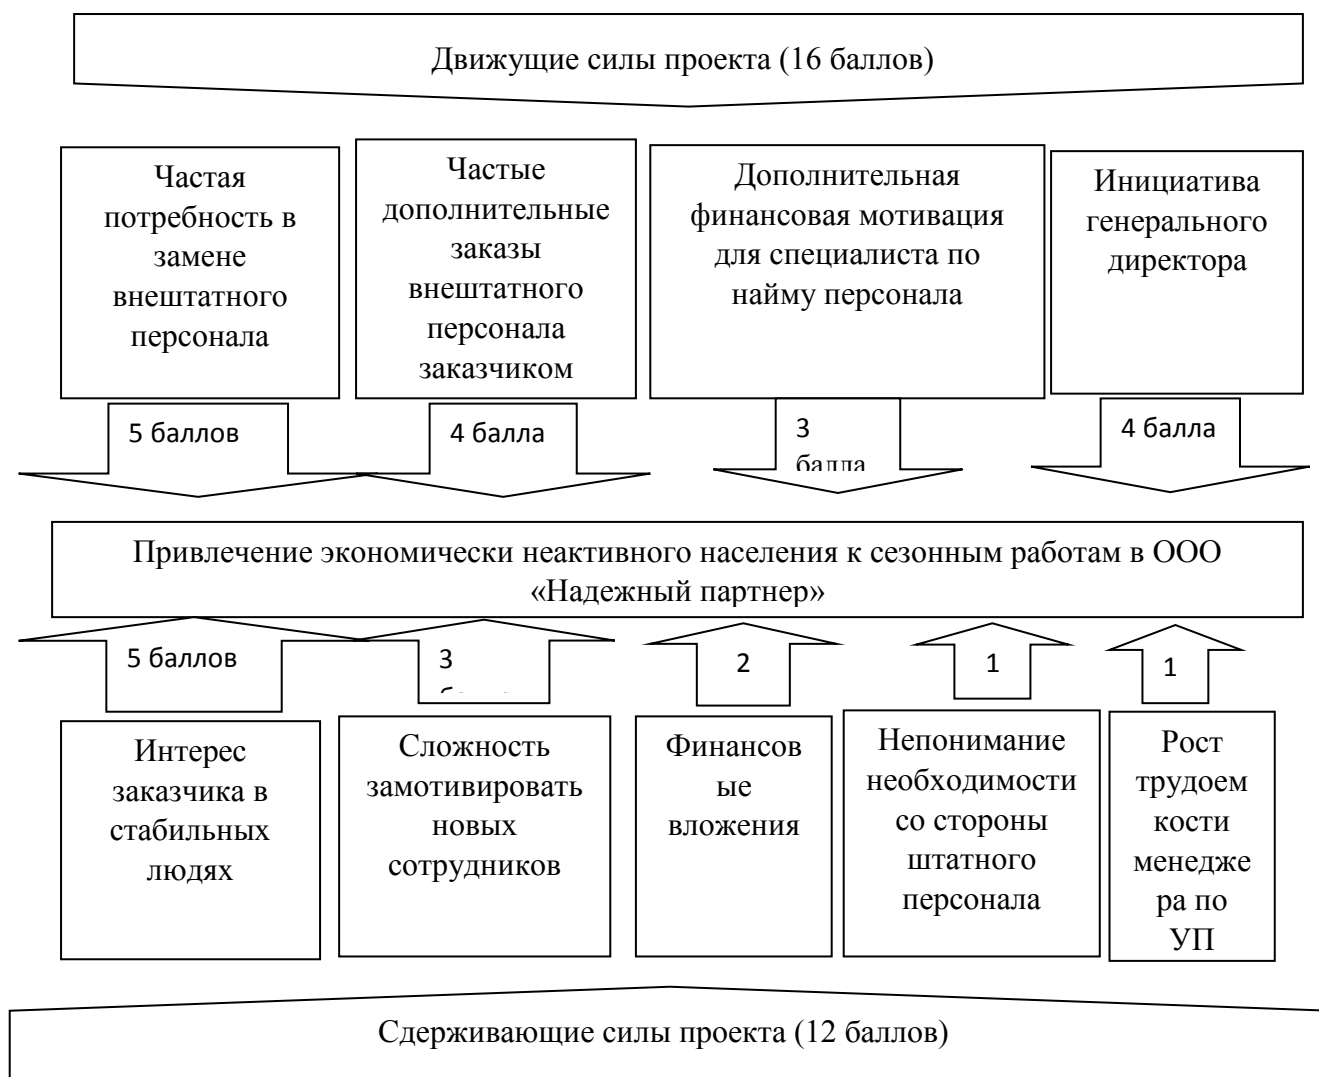 Движущие силы проекта (16 баллов)
Частая
потребность в
замене
внештатного
персонала
Частые
дополнительные
заказы
внештатного
персонала
заказчиком
Дополнительная
финансовая мотивация
для специалиста по
найму персонала
Инициатива
генерального
директора
5 баллов
4 балла
3
балла
4 балла
Привлечение экономически неактивного населения к сезонным работам в ООО
«Надежный партнер»
5 баллов
3
2
1
1
Интерес
заказчика в
стабильных
людях
Сложность
замотивировать
новых
сотрудников
Финансов
ые
вложения
Непонимание
необходимости
со стороны
штатного
персонала
Рост
трудоем
кости
менедже
ра по
УП
Сдерживающие силы проекта (12 баллов)